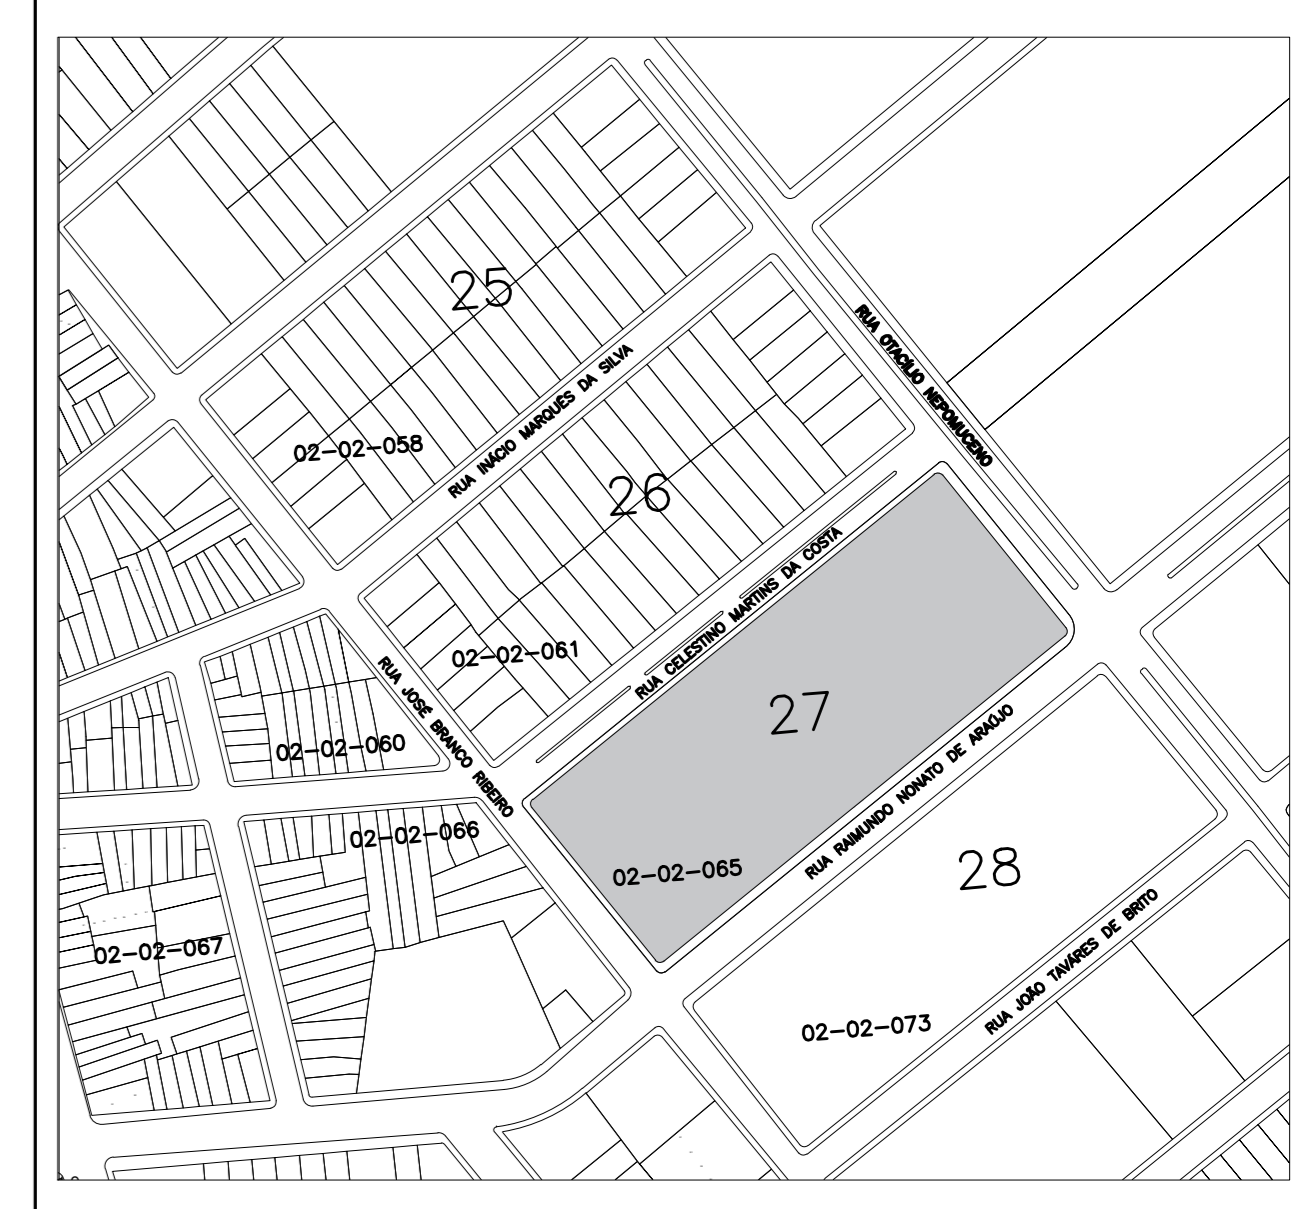 25
RUA OTACÍLIO NEPOMUCENO
RUA INÁCIO MARQUÊS DA SILVA
02-02-058
26
RUA CELESTINO MARTINS DA COSTA
02-02-061
RUA JOSÉ BRANCO RIBEIRO
27
02-02-060
RUA RAIMUNDO NONATO DE ARAÚJO
02-02-066
28
02-02-065
02-02-067
RUA JOÃO TAVÁRES DE BRITO
02-02-073